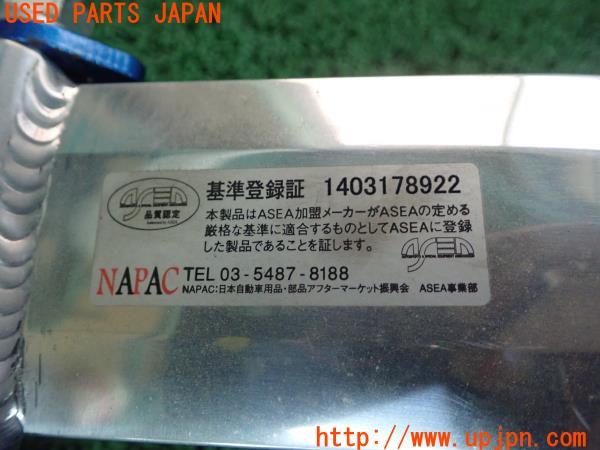 USED PARTS JAPAN
ASEA
品質認定
基準登録証 1403178922
本製品はASEA加盟メーカーがASEAの定める
厳格な基準に適合するものとしてASEAに登録
した製品であることを証します。
ASEA
NAPAC TEL 03-5487-8188
NAPAC:日本自動車用品・部品アフターマーケット振興会 ASEA事業部
http://www.upjpn.com/